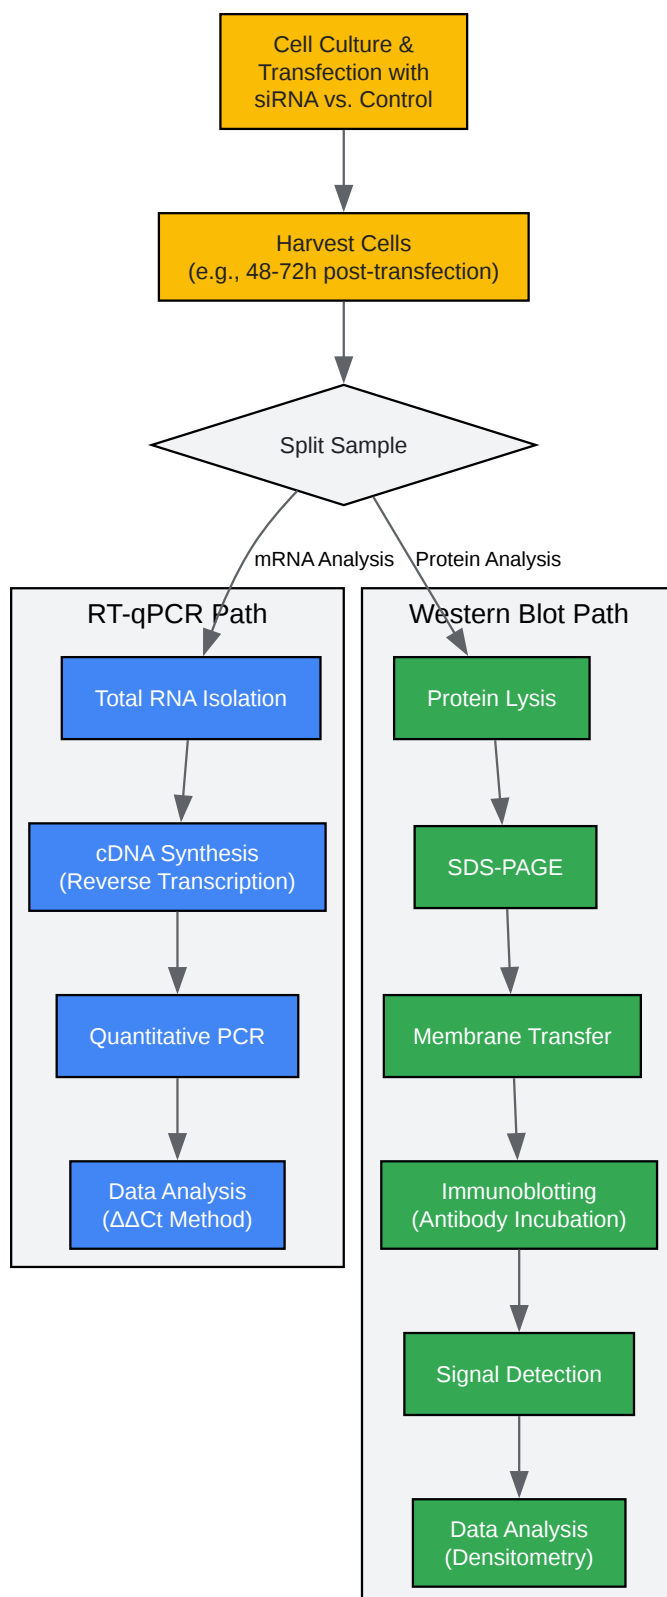 Cell Culture &
Transfection with
siRNA vs. Control
Harvest Cells
(e.g., 48-72h post-transfection)
Split Sample
mRNA Analysis
Protein Analysis
RT-qPCR Path
Total RNA Isolation
cDNA Synthesis
(Reverse Transcription)
Quantitative PCR
Data Analysis
(ΔΔCt Method)
Western Blot Path
Protein Lysis
SDS-PAGE
Membrane Transfer
Immunoblotting
(Antibody Incubation)
Signal Detection
Data Analysis
(Densitometry)